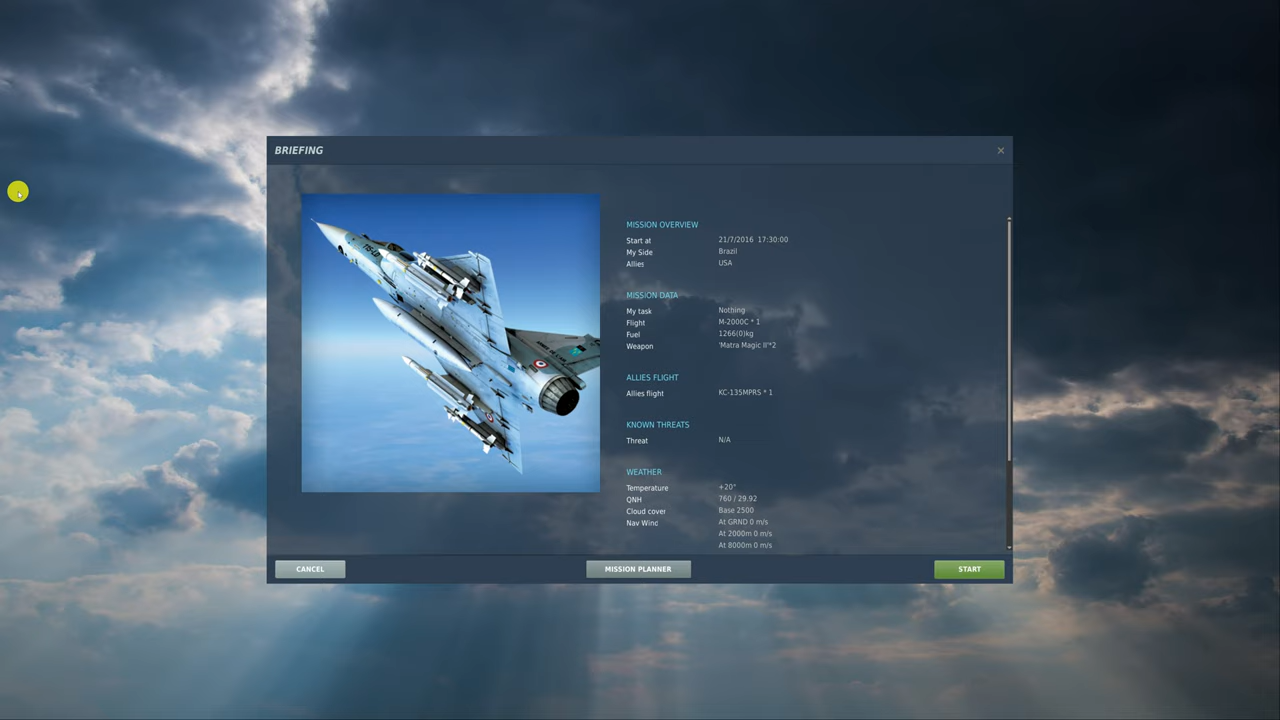 BRIEFING
MISSION OVERVIEW
Start at 21/7/2016 17:30:00
My Side Brazil
Allies USA
MISSION DATA
My task Nothing
Flight M-2000C * 1
Fuel 1266(0)kg
Weapon 'Matra Magic II'*2
ALLIES FLIGHT
Allies flight KC-135MPRS * 1
KNOWN THREATS
Threat N/A
WEATHER
Temperature +20°
QNH 760 / 29.92
Cloud cover Base 2500
Nav Wind At GRND 0 m/s
At 2000m 0 m/s
At 8000m 0 m/s
CANCEL
MISSION PLANNER
START